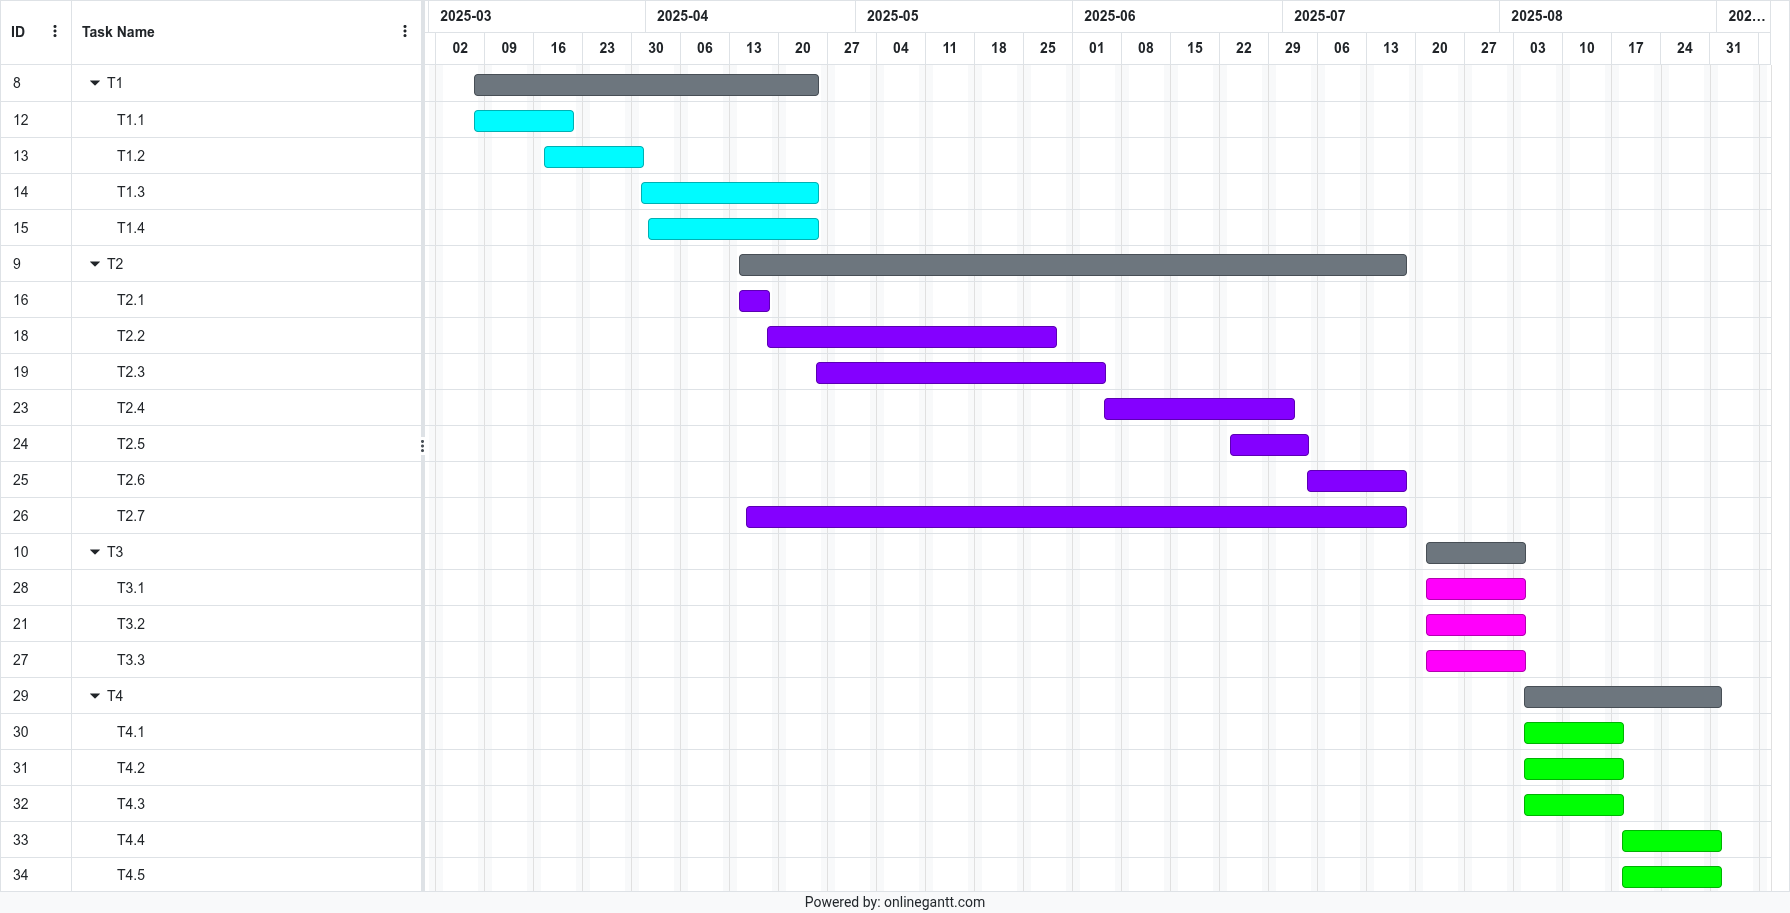 2025-03 2025-04 2025-05 2025-06 2025-07 2025-08 202...
ID Task Name
02 09 16 23 30 06 13 20 27 04 11 18 25 01 08 15 22 29 06 13 20 27 03 10 17 24 31
8 T1
12 T1.1
13 T1.2
14 T1.3
15 T1.4
9 T2
16 T2.1
18 T2.2
19 T2.3
23 T2.4
24 T2.5
25 T2.6
26 T2.7
10 T3
28 T3.1
21 T3.2
27 T3.3
29 T4
30 T4.1
31 T4.2
32 T4.3
33 T4.4
34 T4.5
Powered by: onlinegantt.com